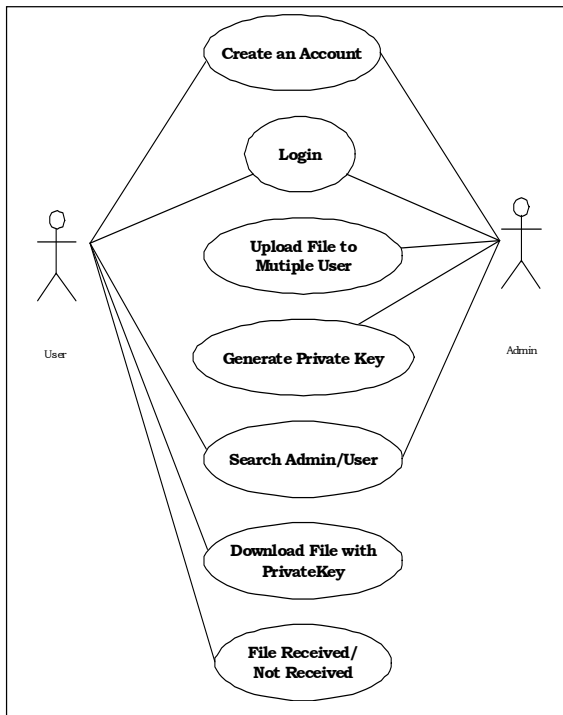 Create an Account
Login
Upload File to
Mutiple User
Generate Private Key
User
Admin
Search Admin/User
Download File with
PrivateKey
File Received/
Not Received